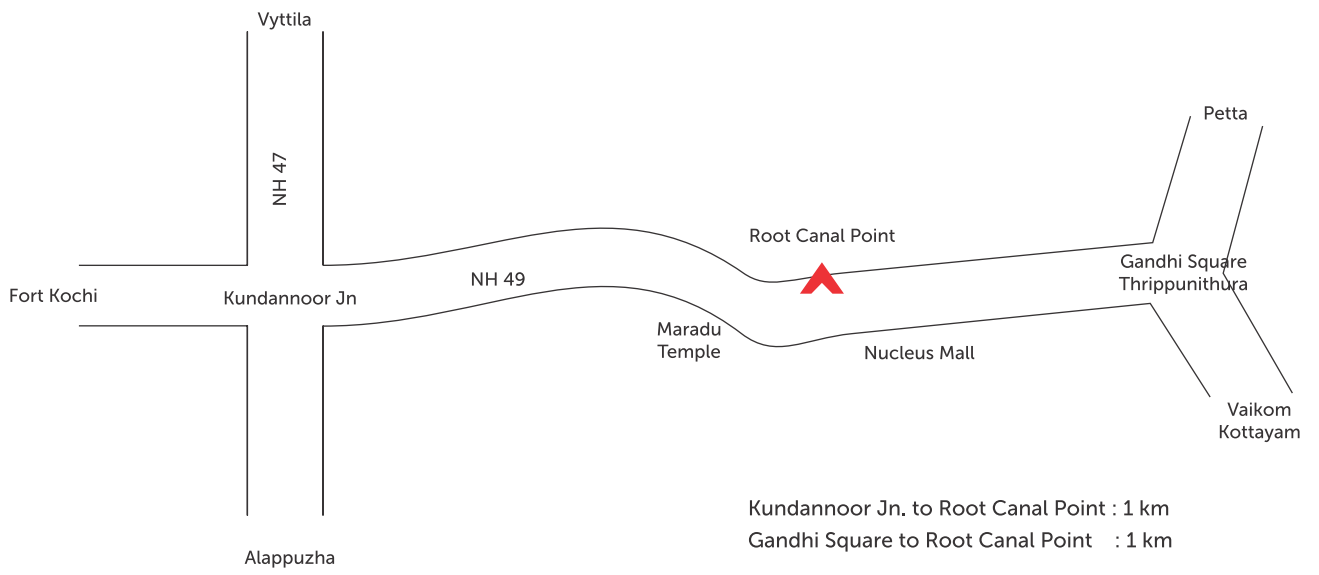 Vyttila
NH 47
Petta
Root Canal Point
Gandhi Square
Thrippunithura
NH 49
Fort Kochi
Kundannoor Jn
Maradu
Temple
Nucleus Mall
Vaikom
Kottayam
Kundannoor Jn. to Root Canal Point : 1 km
Gandhi Square to Root Canal Point : 1 km
Alappuzha